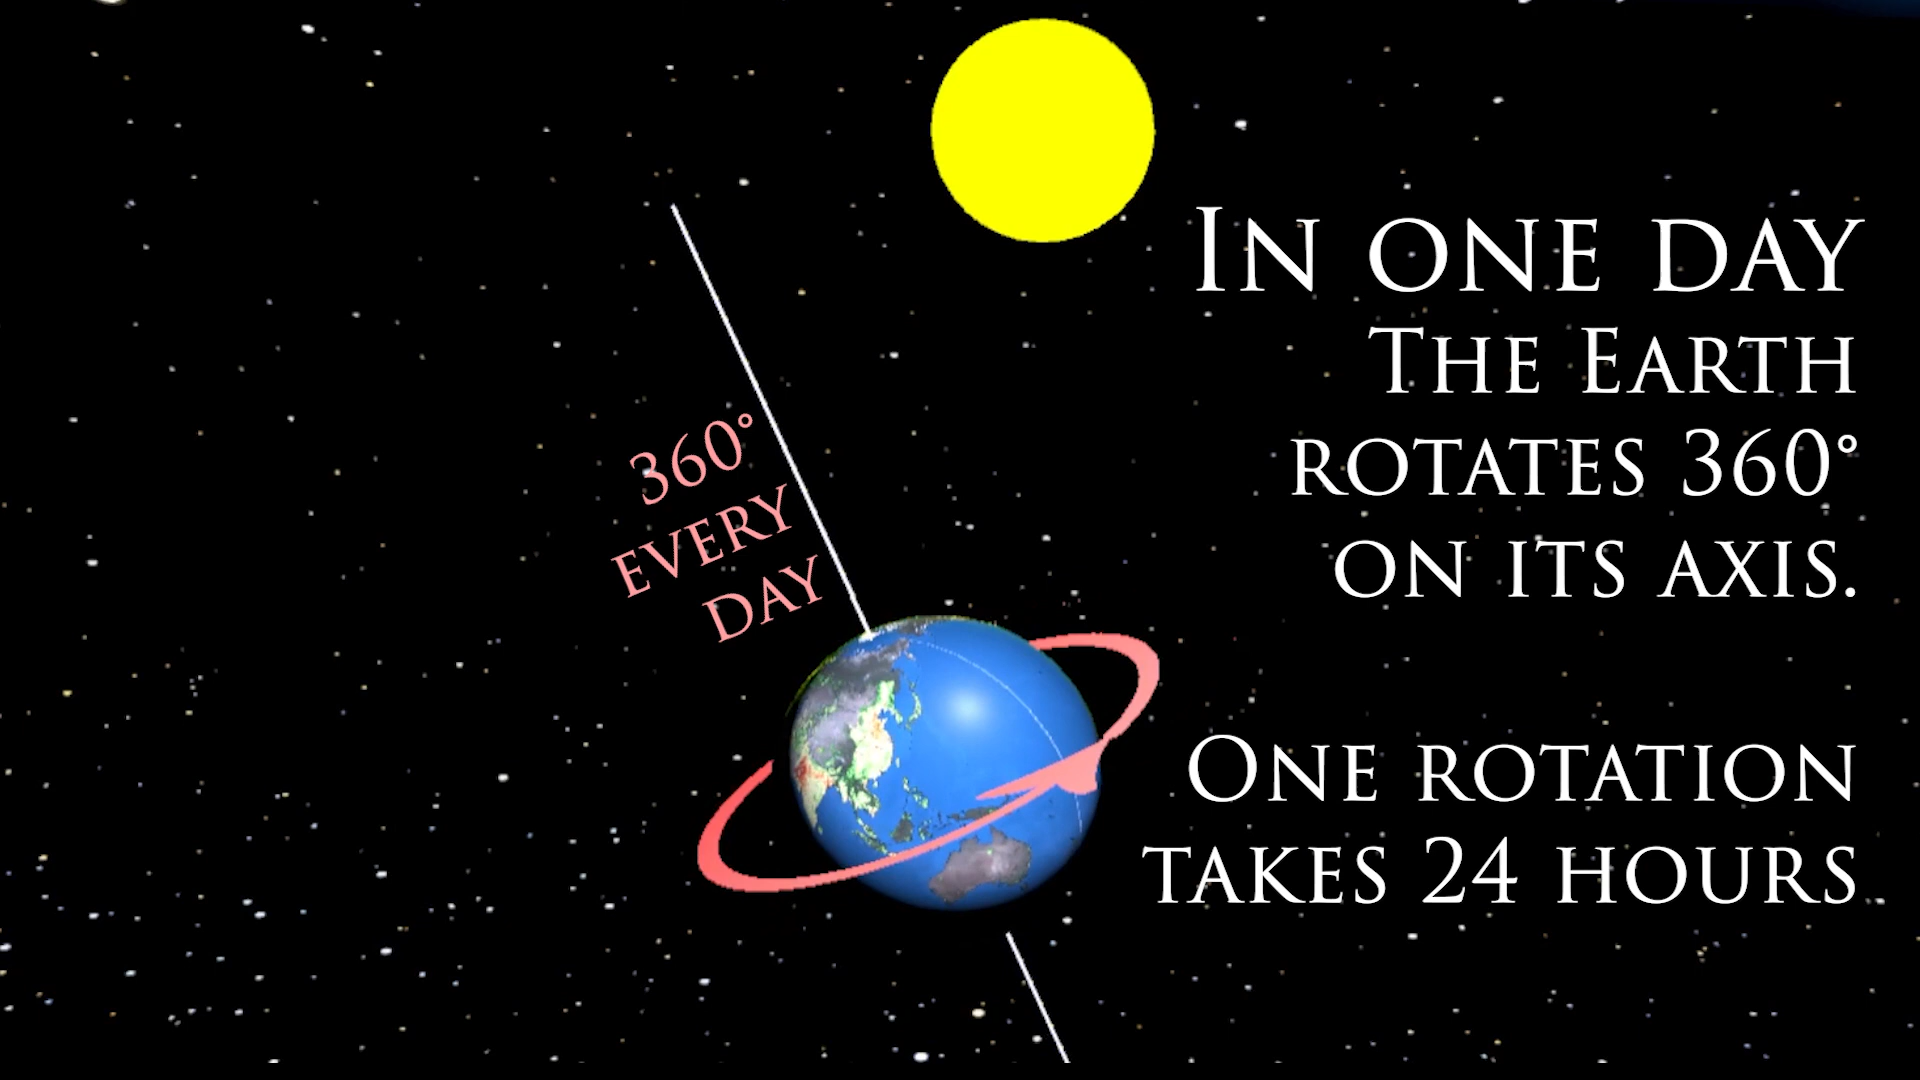 In one day
The Earth
rotates 360°
on its axis.
One rotation
takes 24 hours
360°
every
day